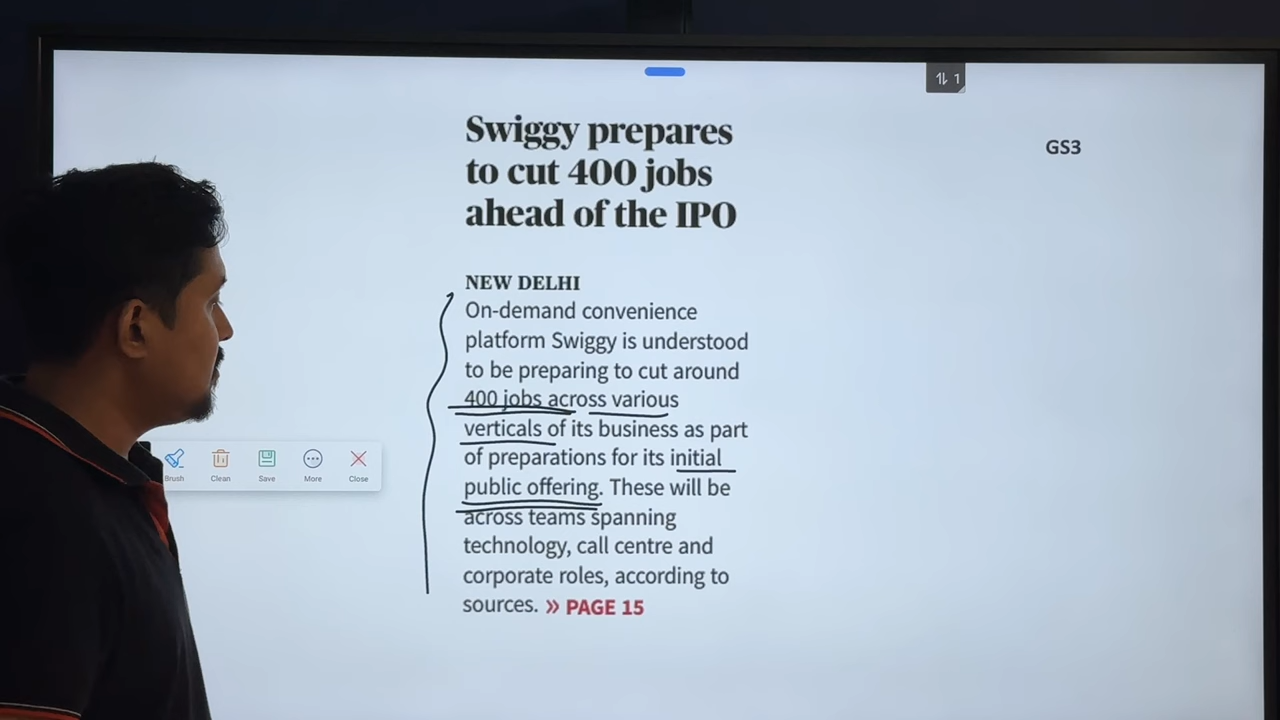 ⇅ 1
Swiggy prepares
to cut 400 jobs
ahead of the IPO
GS3
NEW DELHI
On-demand convenience
platform Swiggy is understood
to be preparing to cut around
400 jobs across various
verticals of its business as part
of preparations for its initial
public offering. These will be
across teams spanning
technology, call centre and
corporate roles, according to
sources. » PAGE 15
Brush Clean Save More Close